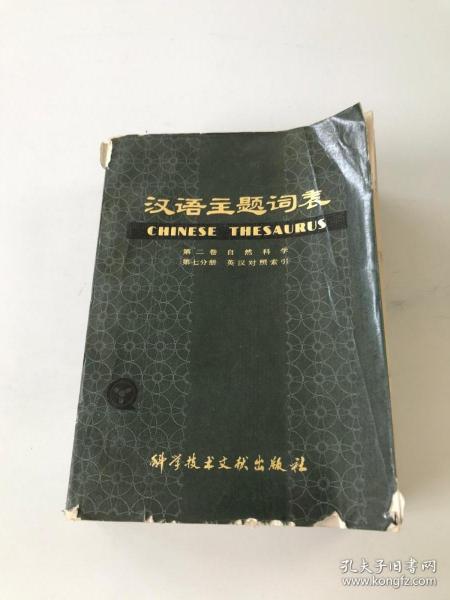 汉语主题词表
CHINESE THESAURUS
第二卷 自然科学
第七分册 英汉对照索引
科学技术文献出版社
孔夫子旧书网
www.kongfz.com